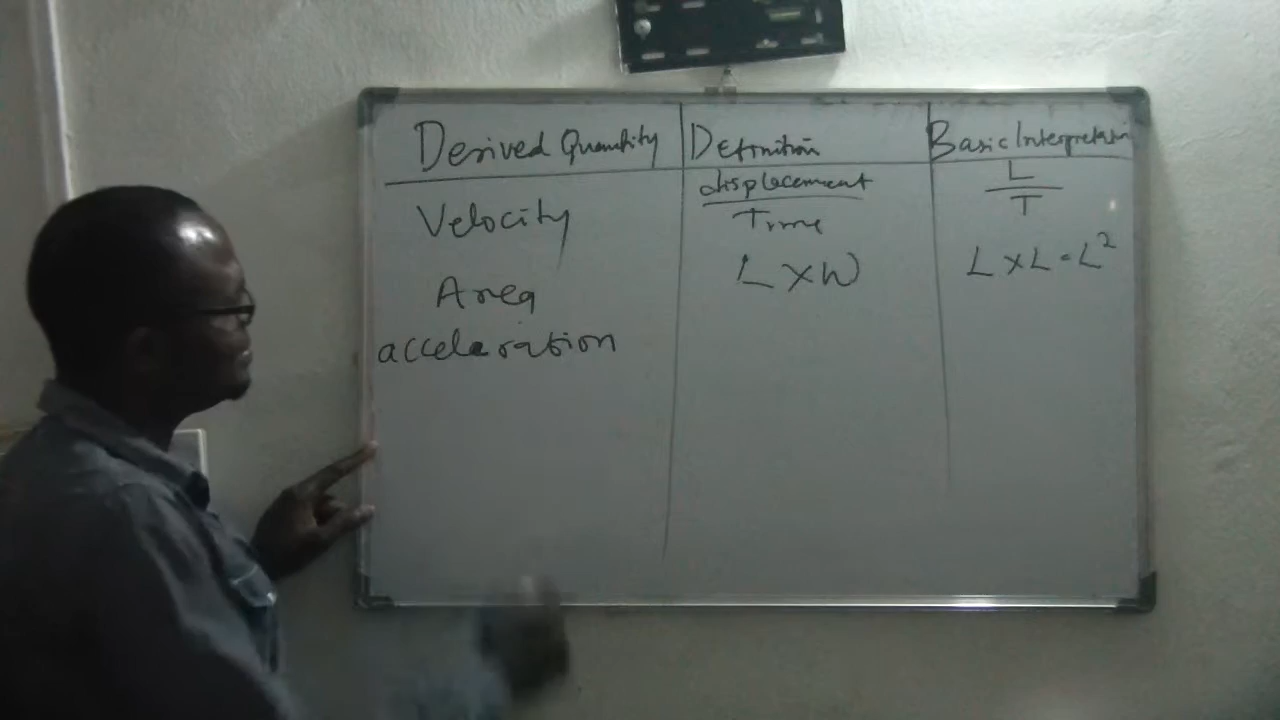 Derived Quantity Definition Basic Interpretation
Velocity displacement/Time L/T
Area L x W L x L = L²
acceleration